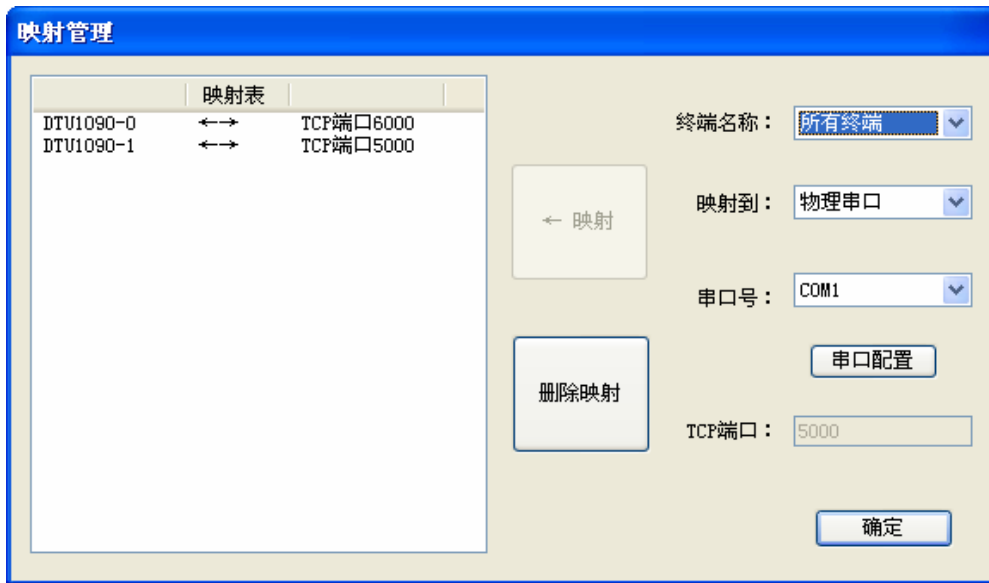 映射管理
映射表
DTU1090-0 ←→ TCP端口6000
DTU1090-1 ←→ TCP端口5000
← 映射
删除映射
终端名称： 所有终端
映射到： 物理串口
串口号： COM1
串口配置
TCP端口： 5000
确定